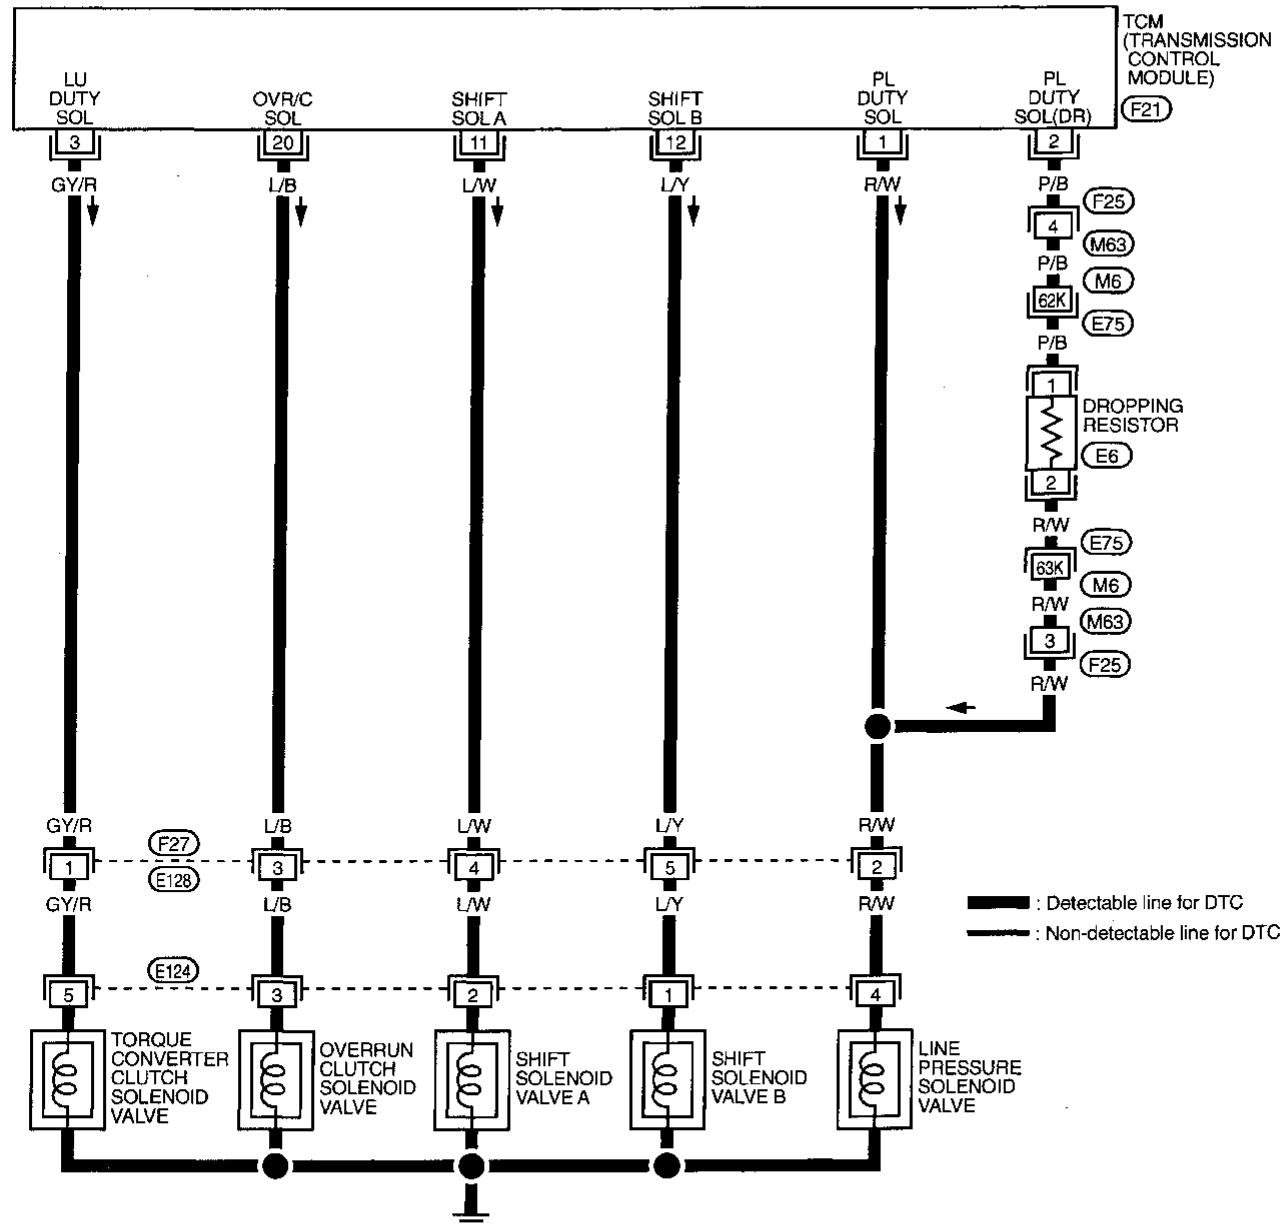 TCM
(TRANSMISSION
CONTROL
MODULE)
F21
LU
DUTY
SOL
OVR/C
SOL
SHIFT
SOL A
SHIFT
SOL B
PL
DUTY
SOL
PL
DUTY
SOL(DR)
3
20
11
12
1
2
GY/R
L/B
L/W
L/Y
R/W
P/B
F25
4
M63
P/B
M6
62K
E75
P/B
1
DROPPING
RESISTOR
E6
2
R/W
E75
63K
M6
R/W
M63
3
F25
R/W
GY/R
L/B
L/W
L/Y
R/W
F27
1
3
4
5
2
E128
GY/R
L/B
L/W
L/Y
R/W
: Detectable line for DTC
: Non-detectable line for DTC
E124
5
3
2
1
4
TORQUE
CONVERTER
CLUTCH
SOLENOID
VALVE
OVERRUN
CLUTCH
SOLENOID
VALVE
SHIFT
SOLENOID
VALVE A
SHIFT
SOLENOID
VALVE B
LINE
PRESSURE
SOLENOID
VALVE